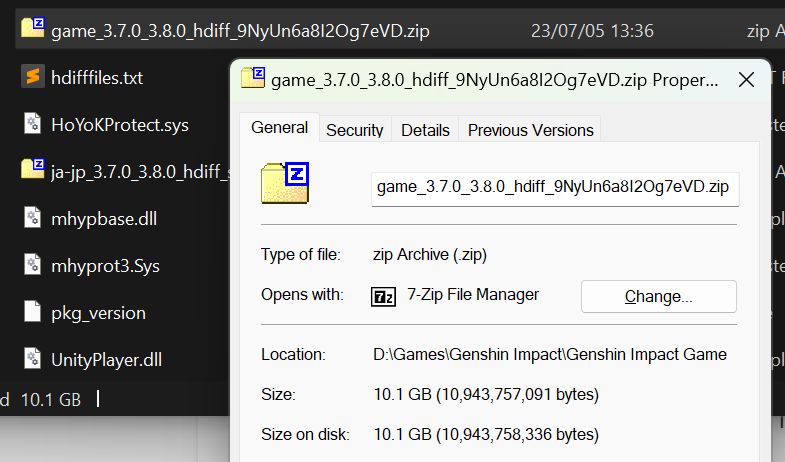 game_3.7.0_3.8.0_hdiff_9NyUn6a8I2Og7eVD.zip 23/07/05 13:36 zip A
hdifffiles.txt
game_3.7.0_3.8.0_hdiff_9NyUn6a8I2Og7eVD.zip Proper...
HoYoKProtect.sys
General Security Details Previous Versions
ja-jp_3.7.0_3.8.0_hdiff_s
game_3.7.0_3.8.0_hdiff_9NyUn6a8I2Og7eVD.zip
mhypbase.dll
Type of file: zip Archive (.zip)
mhyprot3.Sys
Opens with: 7z 7-Zip File Manager Change...
pkg_version
Location: D:\Games\Genshin Impact\Genshin Impact Game
UnityPlayer.dll
Size: 10.1 GB (10,943,757,091 bytes)
d 10.1 GB
Size on disk: 10.1 GB (10,943,758,336 bytes)